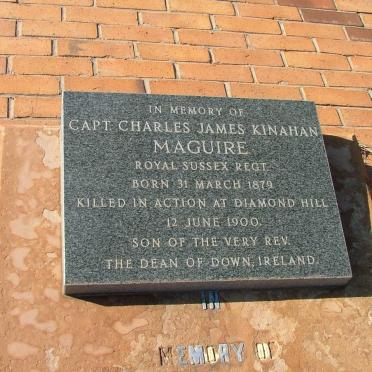 IN MEMORY OF
CAPT. CHARLES JAMES KINAHAN
MAGUIRE
ROYAL SUSSEX REGT.
BORN 31 MARCH 1879
KILLED IN ACTION AT DIAMOND HILL
12 JUNE 1900.
SON OF THE VERY REV.
THE DEAN OF DOWN, IRELAND.
MEMORY OF